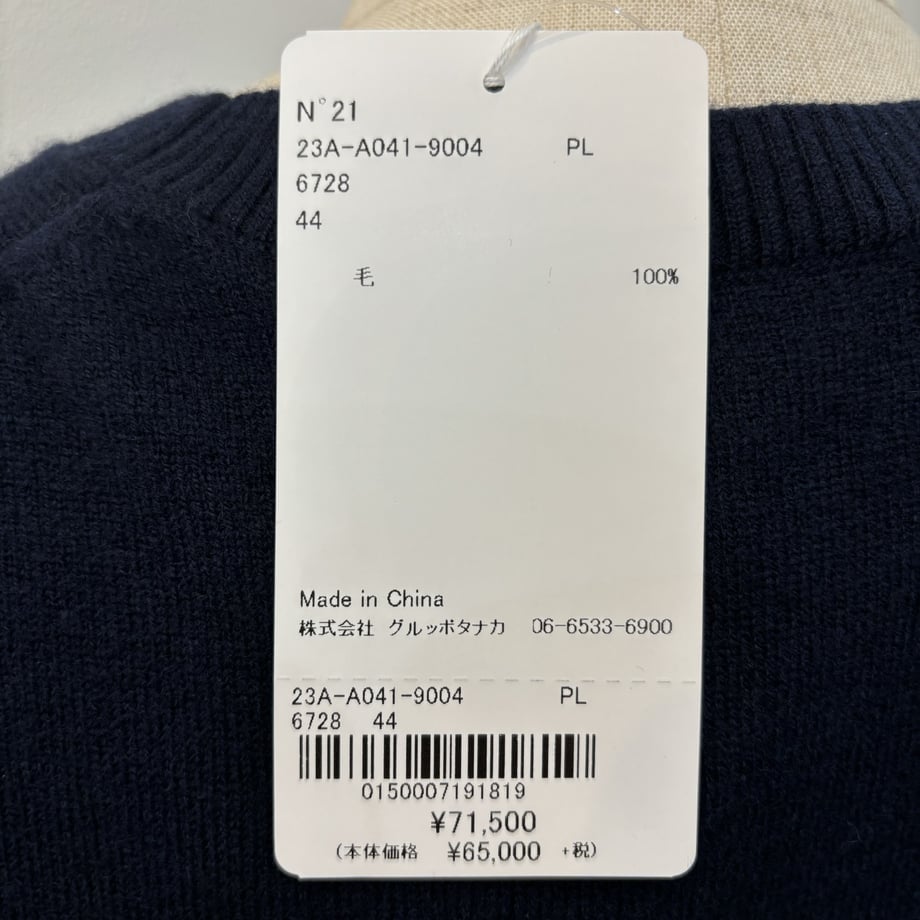 N°21
23A-A041-9004 PL
6728
44
毛 100%
Made in China
株式会社 グルッポタナカ 06-6533-6900
23A-A041-9004 PL
6728 44
0150007191819
¥71,500
(本体価格 ¥65,000 +税)